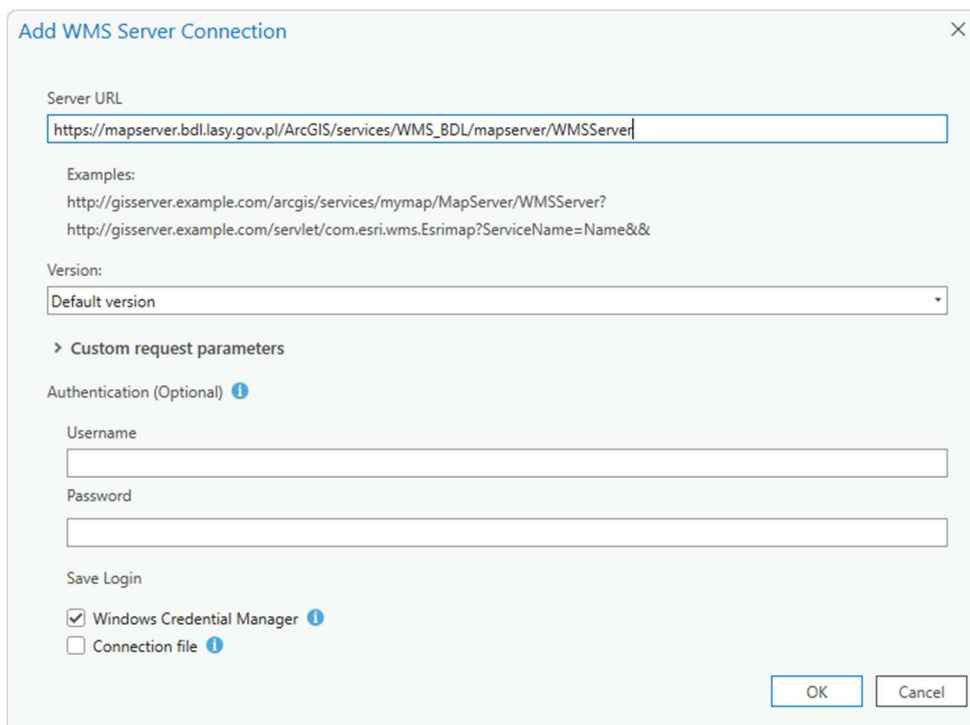 Add WMS Server Connection
Server URL
https://mapserver.bdl.lasy.gov.pl/ArcGIS/services/WMS_BDL/mapserver/WMSServer
Examples:
http://gisserver.example.com/arcgis/services/mymap/MapServer/WMSServer?
http://gisserver.example.com/servlet/com.esri.wms.Esrimap?ServiceName=Name&&
Version:
Default version
Custom request parameters
Authentication (Optional)
Username
Password
Save Login
Windows Credential Manager
Connection file
OK Cancel